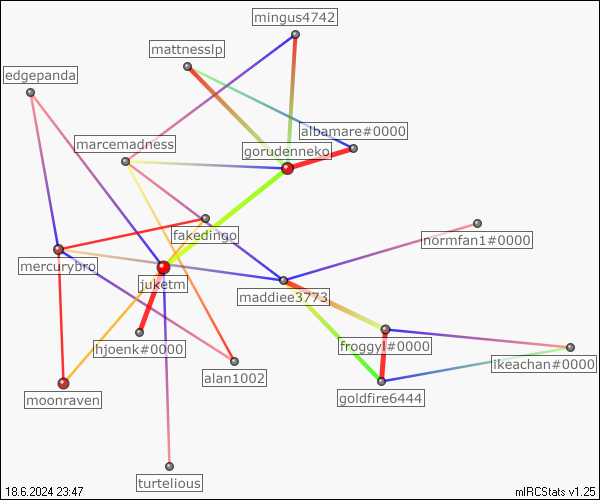 mingus4742
mattnesslp
edgepanda
albamare#0000
marcemadness
gorudenneko
fakedingo
normfan1#0000
mercurybro
juketm
maddiee3773
hjoenk#0000
froggyl#0000
ikeachan#0000
alan1002
moonraven
goldfire6444
turtelious
18.6.2024 23:47
mIRCStats v1.25